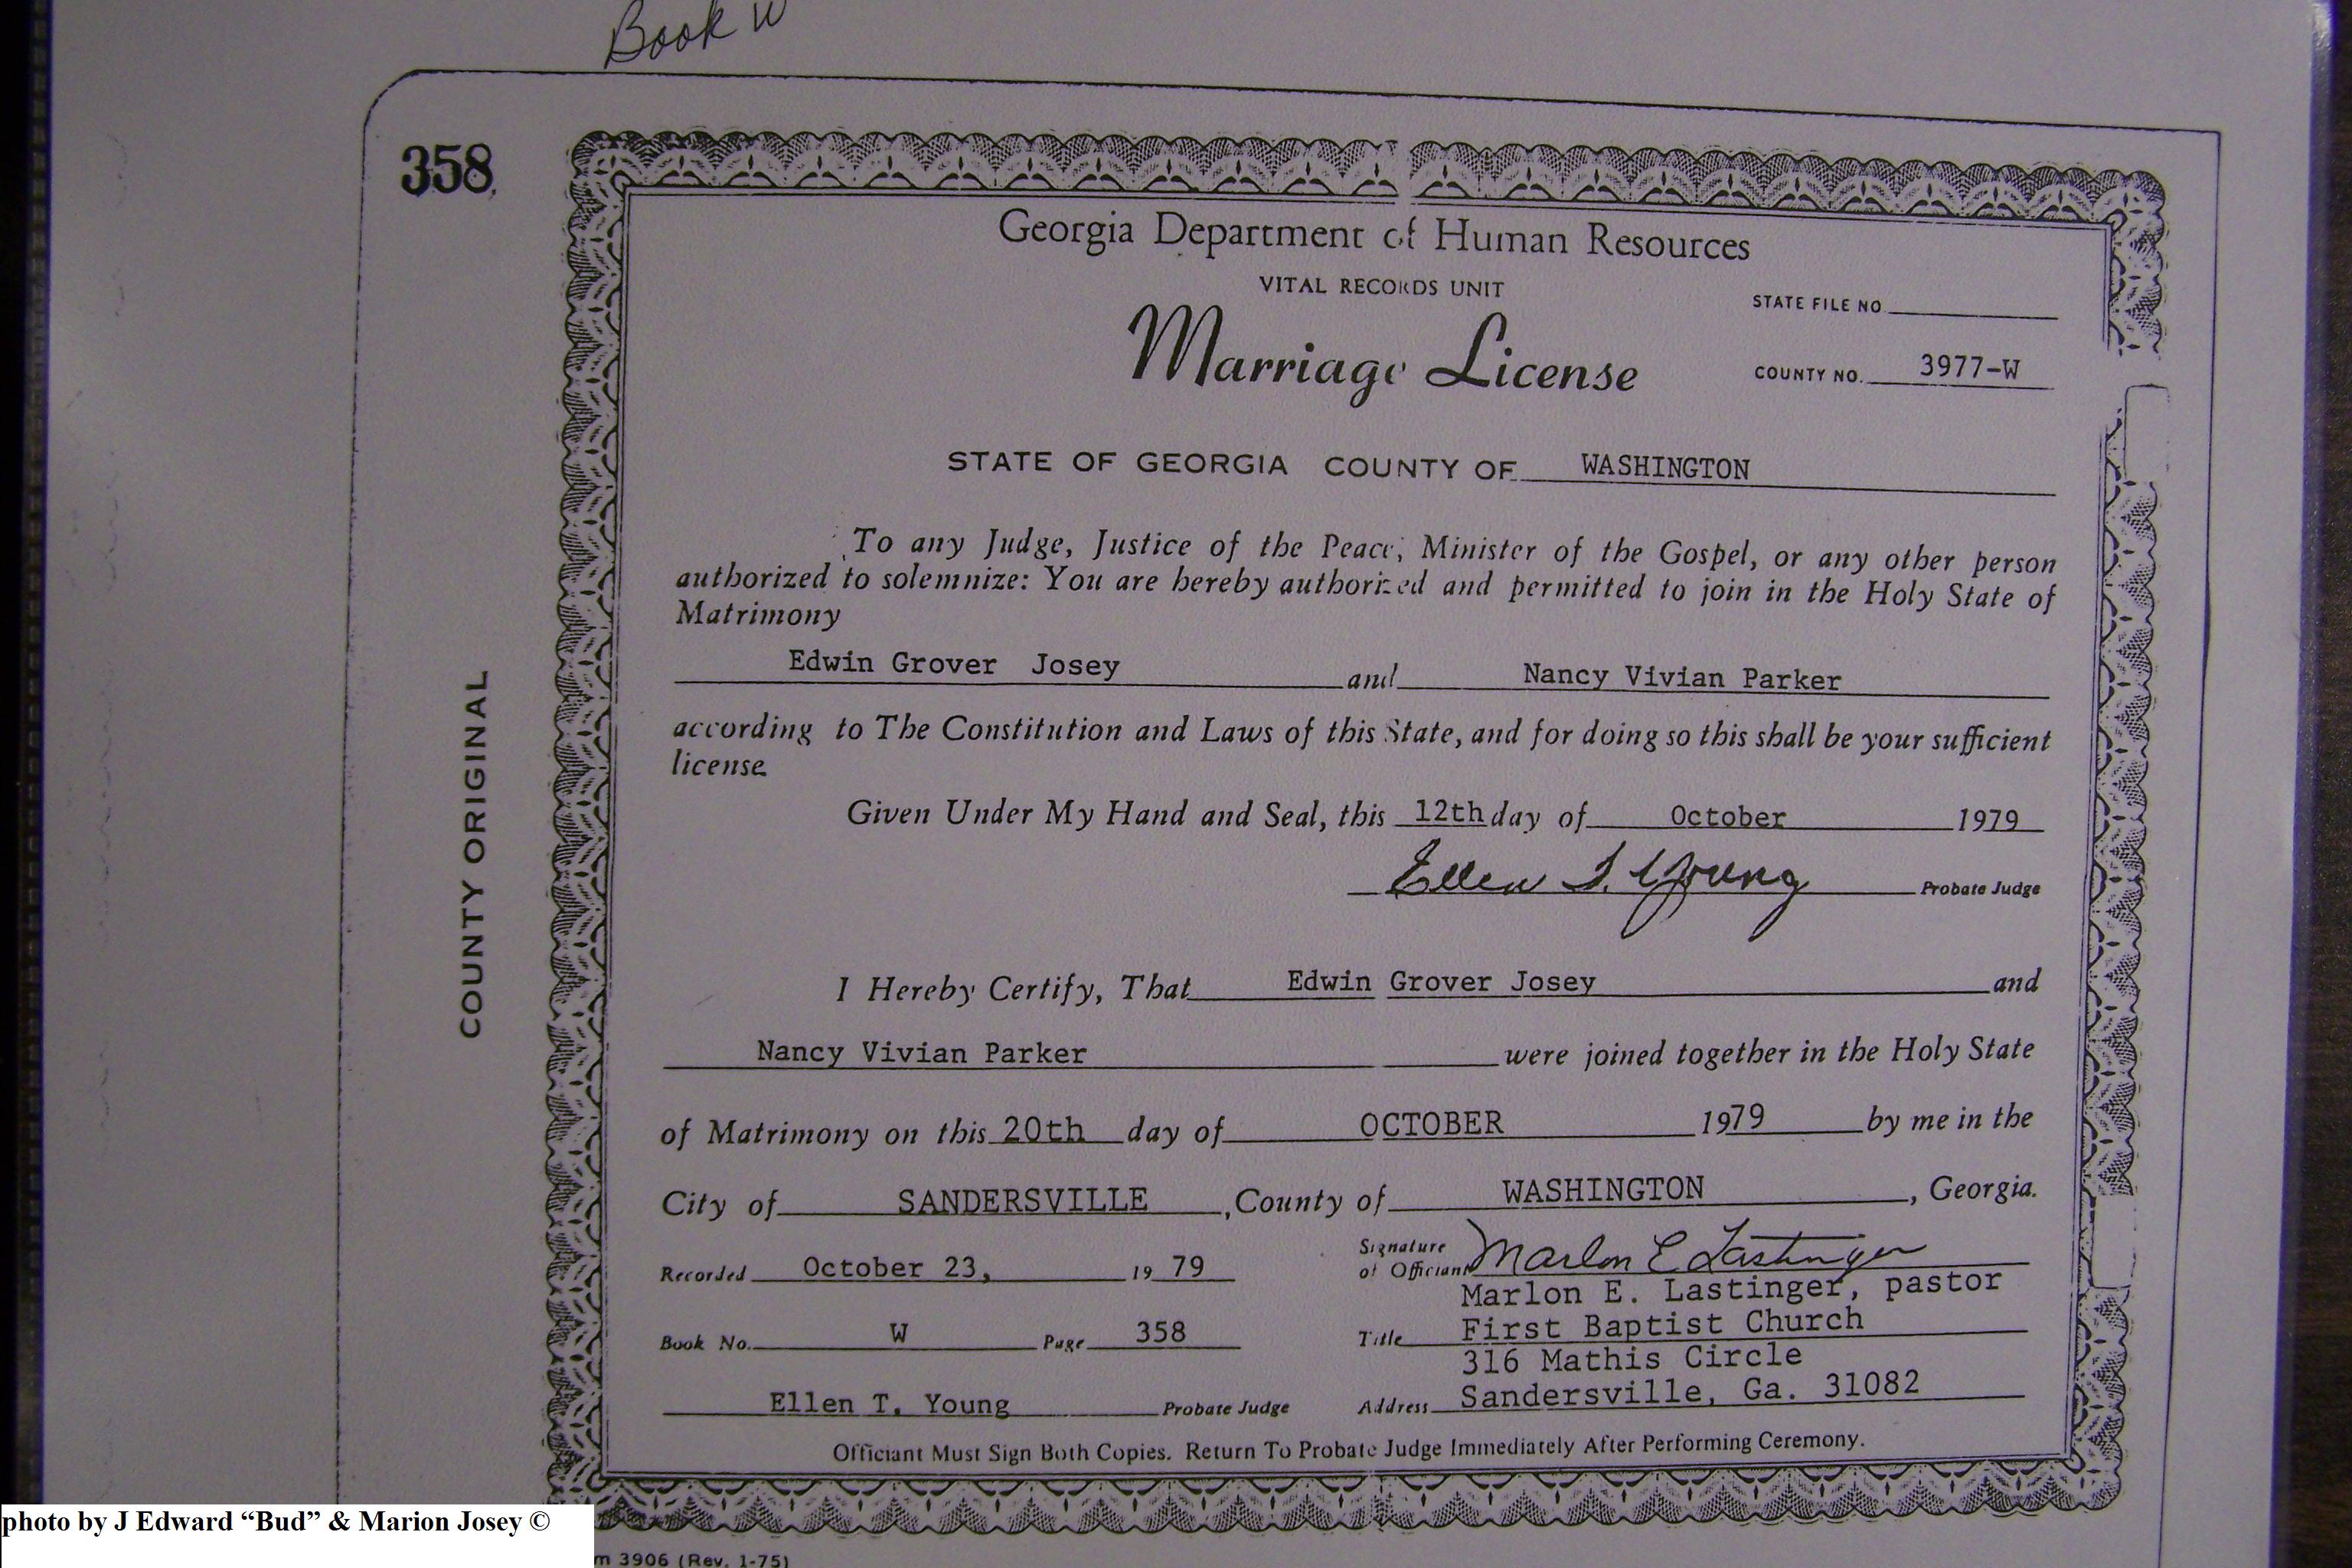 Book W
358
Georgia Department of Human Resources
VITAL RECORDS UNIT
STATE FILE NO.
Marriage License
COUNTY NO. 3977-W
STATE OF GEORGIA COUNTY OF WASHINGTON
To any Judge, Justice of the Peace, Minister of the Gospel, or any other person
authorized to solemnize: You are hereby authorized and permitted to join in the Holy State of
Matrimony
Edwin Grover Josey and Nancy Vivian Parker
according to The Constitution and Laws of this State, and for doing so this shall be your sufficient
license
Given Under My Hand and Seal, this 12th day of October 1979
Ellen T. Young Probate Judge
COUNTY ORIGINAL
I Hereby Certify, That Edwin Grover Josey and
Nancy Vivian Parker were joined together in the Holy State
of Matrimony on this 20th day of OCTOBER 1979 by me in the
City of SANDERSVILLE, County of WASHINGTON, Georgia.
Recorded October 23, 1979
Signature of Officiant Marlon E Lastinger
Marlon E. Lastinger, pastor
Book No. W Page 358
Title First Baptist Church
316 Mathis Circle
Ellen T. Young Probate Judge
Address Sandersville, Ga. 31082
Officiant Must Sign Both Copies. Return To Probate Judge Immediately After Performing Ceremony.
photo by J Edward “Bud” & Marion Josey ©
m 3906 (Rev. 1-75)